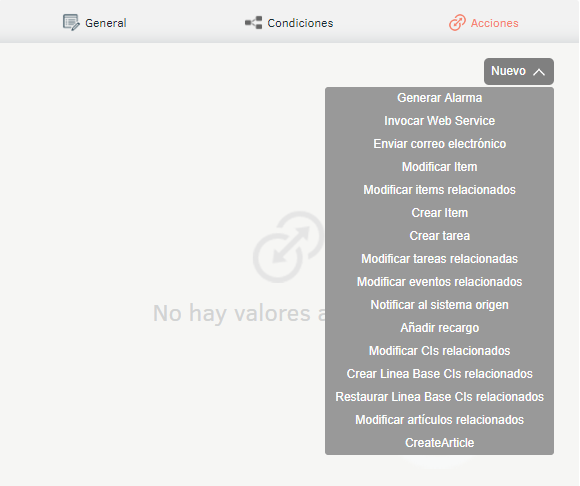 General
Condiciones
Acciones
Nuevo
Generar Alarma
Invocar Web Service
Enviar correo electrónico
Modificar Item
Modificar items relacionados
Crear Item
Crear tarea
Modificar tareas relacionadas
Modificar eventos relacionados
Notificar al sistema origen
No hay valores a
Añadir recargo
Modificar CIs relacionados
Crear Linea Base CIs relacionados
Restaurar Linea Base CIs relacionados
Modificar artículos relacionados
CreateArticle